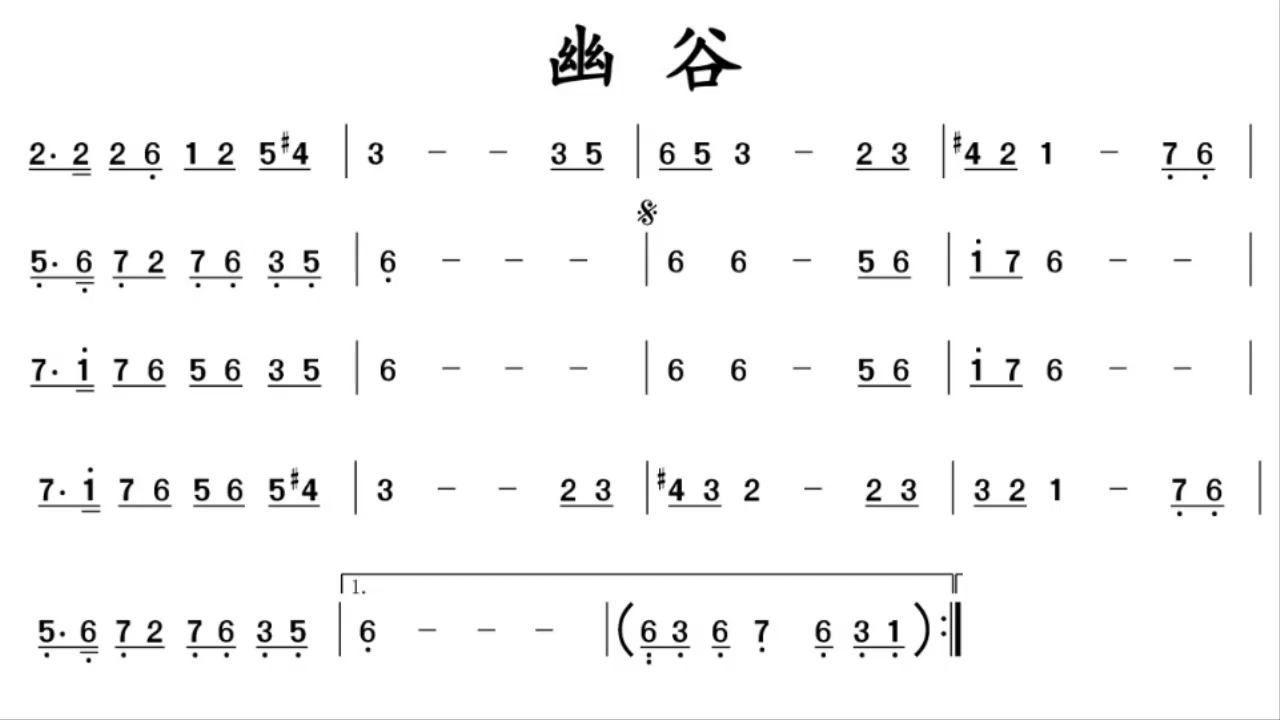 幽 谷
2· 2 2 6̣ 1 2 5 #4 | 3 - - 3 5 | 6 5 3 - 2 3 | #4 2 1 - 7̣ 6̣ |
5̣· 6̣ 7̣ 2 7̣ 6̣ 3̣ 5̣ | 6̣ - - - | 𝄋 6 6 - 5 6 | 1̇ 7 6 - - |
7· 1̇ 7 6 5 6 3 5 | 6 - - - | 6 6 - 5 6 | 1̇ 7 6 - - |
7· 1̇ 7 6 5 6 5 #4 | 3 - - 2 3 | #4 3 2 - 2 3 | 3 2 1 - 7̣ 6̣ |
1.
5̣· 6̣ 7̣ 2 7̣ 6̣ 3̣ 5̣ | 6̣ - - - | ( 6̤ 3̣ 6̣ 7̣ 6̣ 3̣ 1̣ ) :|